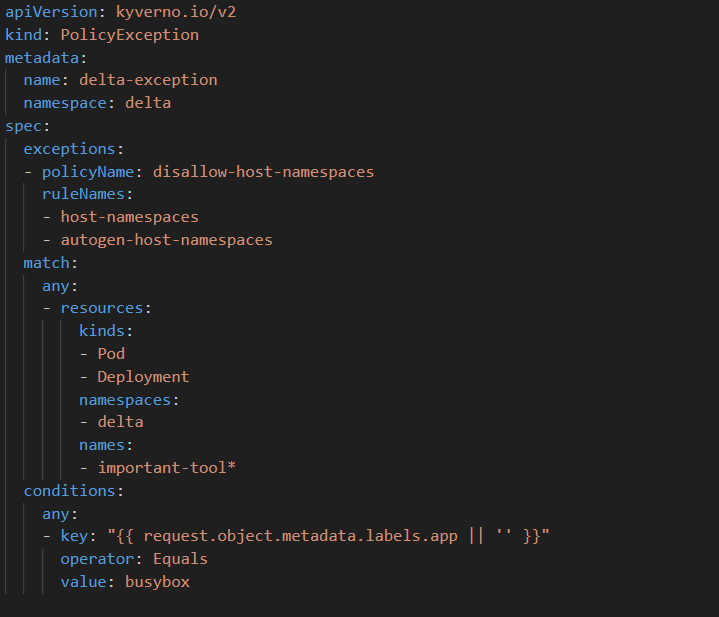 apiVersion: kyverno.io/v2
kind: PolicyException
metadata:
  name: delta-exception
  namespace: delta
spec:
  exceptions:
  - policyName: disallow-host-namespaces
    ruleNames:
    - host-namespaces
    - autogen-host-namespaces
  match:
    any:
    - resources:
        kinds:
        - Pod
        - Deployment
        namespaces:
        - delta
        names:
        - important-tool*
  conditions:
    any:
    - key: "{{ request.object.metadata.labels.app || '' }}"
      operator: Equals
      value: busybox